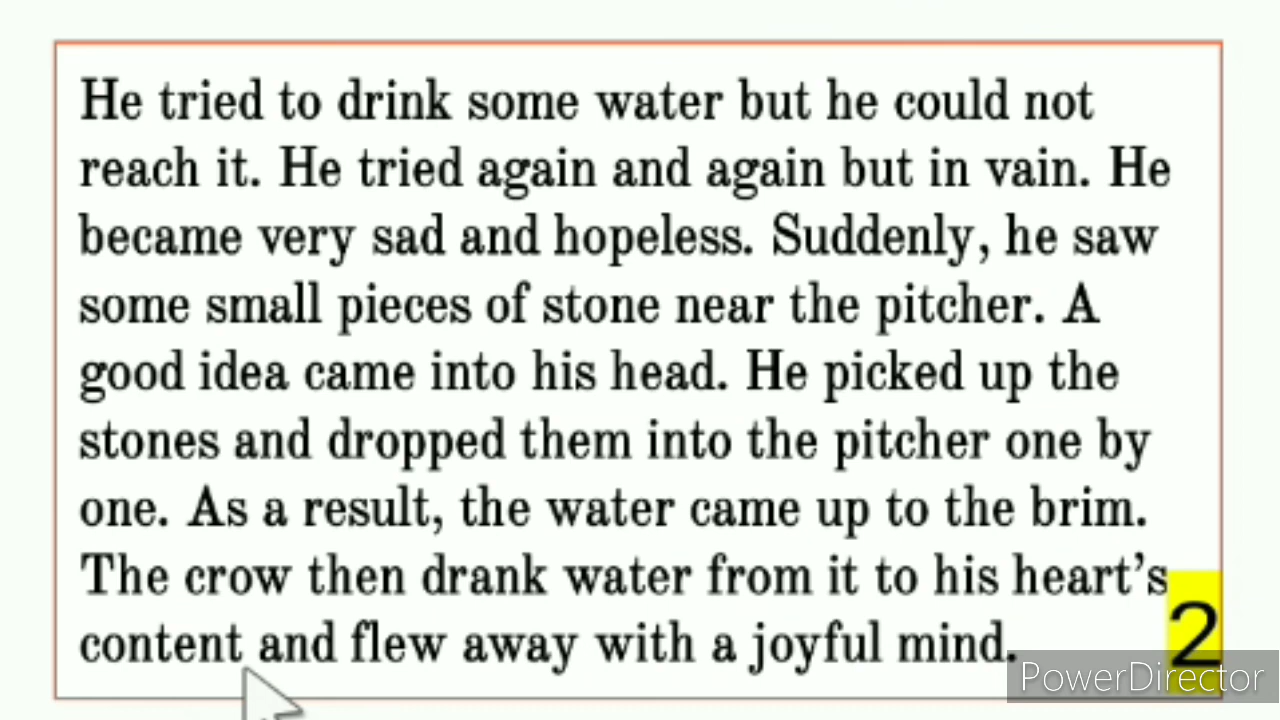 He tried to drink some water but he could not
reach it. He tried again and again but in vain. He
became very sad and hopeless. Suddenly, he saw
some small pieces of stone near the pitcher. A
good idea came into his head. He picked up the
stones and dropped them into the pitcher one by
one. As a result, the water came up to the brim.
The crow then drank water from it to his heart's
content and flew away with a joyful mind.
2
PowerDirector